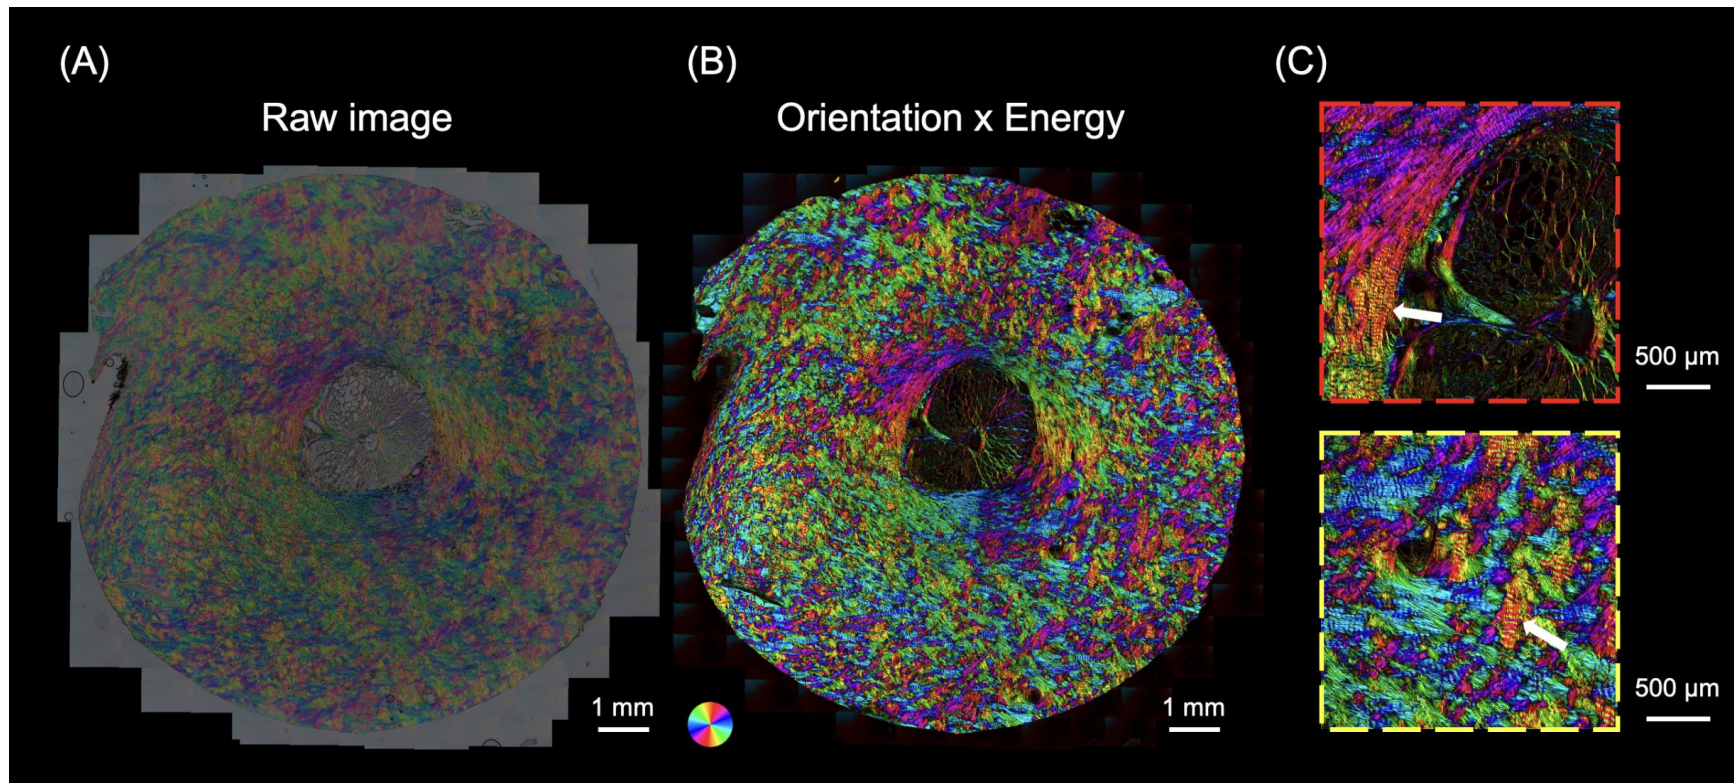 (A)
Raw image
1 mm
(B)
Orientation x Energy
1 mm
(C)
500 µm
500 µm